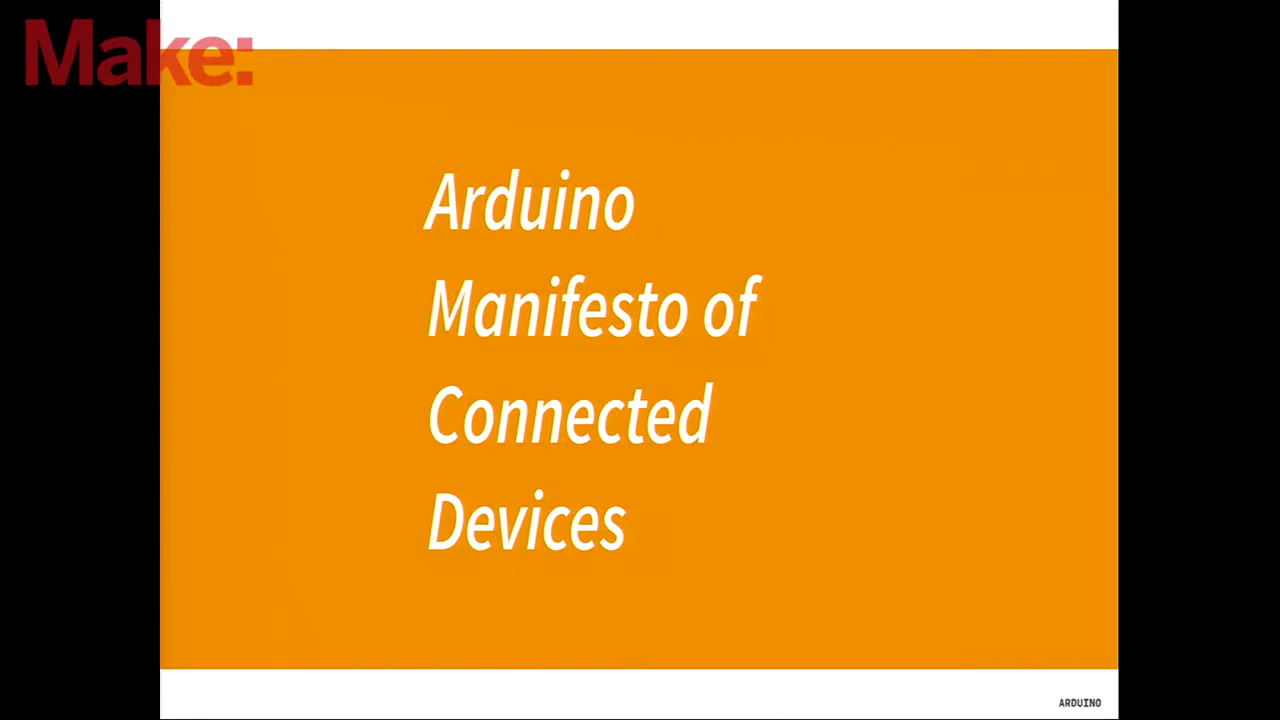 Make:
Arduino
Manifesto of
Connected
Devices
ARDUINO